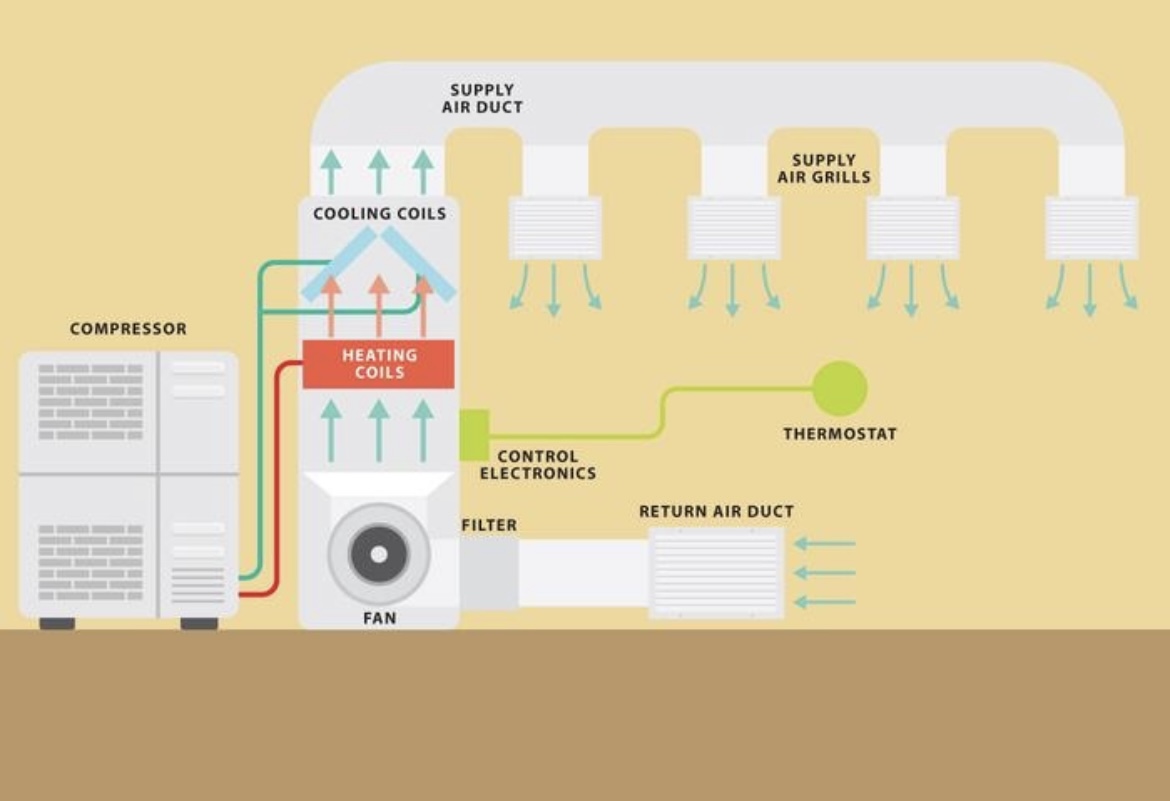 SUPPLY
AIR DUCT
SUPPLY
AIR GRILLS
COOLING COILS
COMPRESSOR
HEATING
COILS
THERMOSTAT
CONTROL
ELECTRONICS
RETURN AIR DUCT
FILTER
FAN